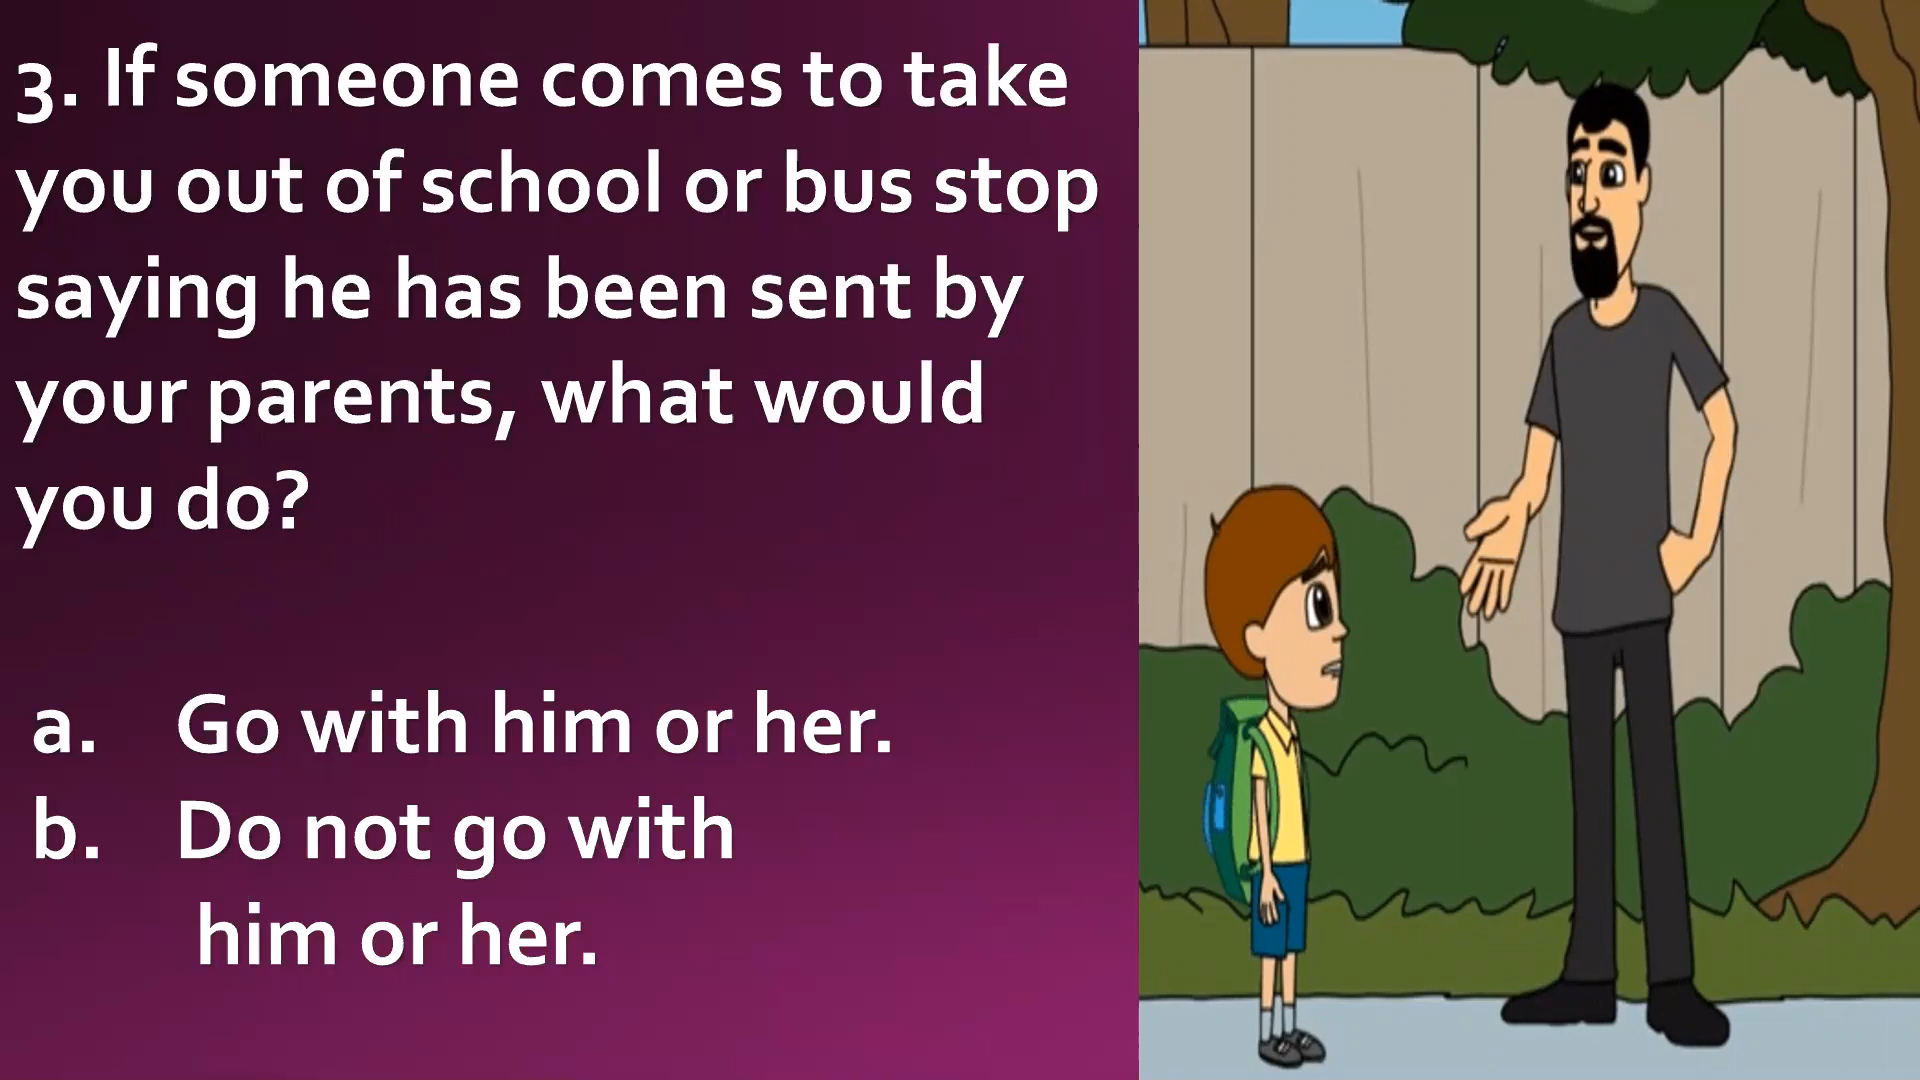 3. If someone comes to take
you out of school or bus stop
saying he has been sent by
your parents, what would
you do?
a. Go with him or her.
b. Do not go with
him or her.